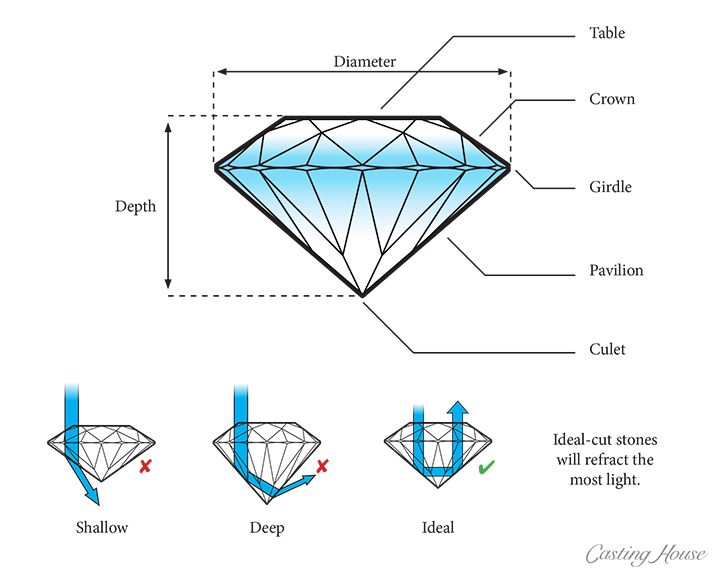 Table
Diameter
Crown
Girdle
Depth
Pavilion
Culet
Ideal-cut stones
will refract the
most light.
Shallow
Deep
Ideal
Casting House